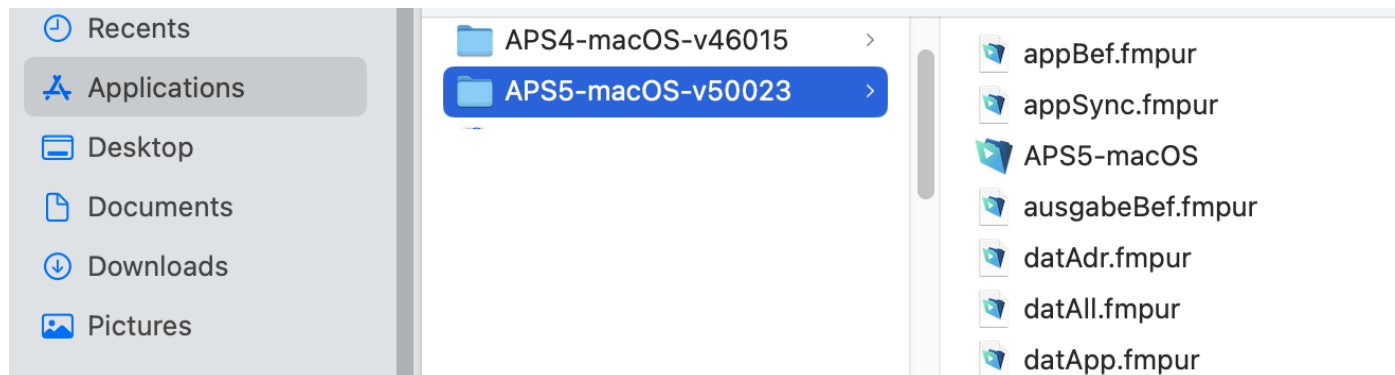 Recents
Applications
Desktop
Documents
Downloads
Pictures
APS4-macOS-v46015
APS5-macOS-v50023
appBef.fmpur
appSync.fmpur
APS5-macOS
ausgabeBef.fmpur
datAdr.fmpur
datAll.fmpur
datApp.fmpur